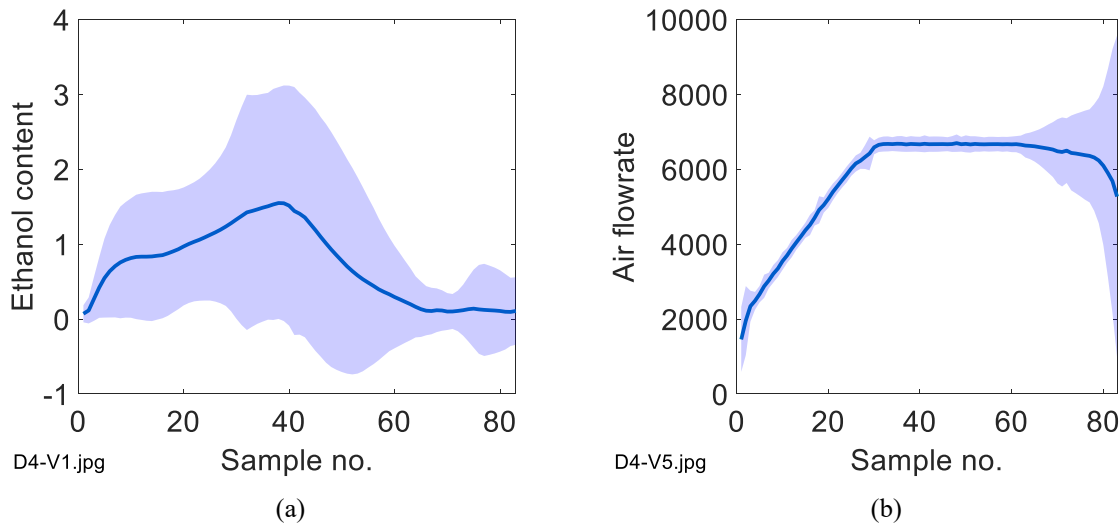 4
3
2
1
0
-1
Ethanol content
0 20 40 60 80
Sample no.
D4-V1.jpg
(a)
10000
8000
6000
4000
2000
0
Air flowrate
0 20 40 60 80
Sample no.
D4-V5.jpg
(b)